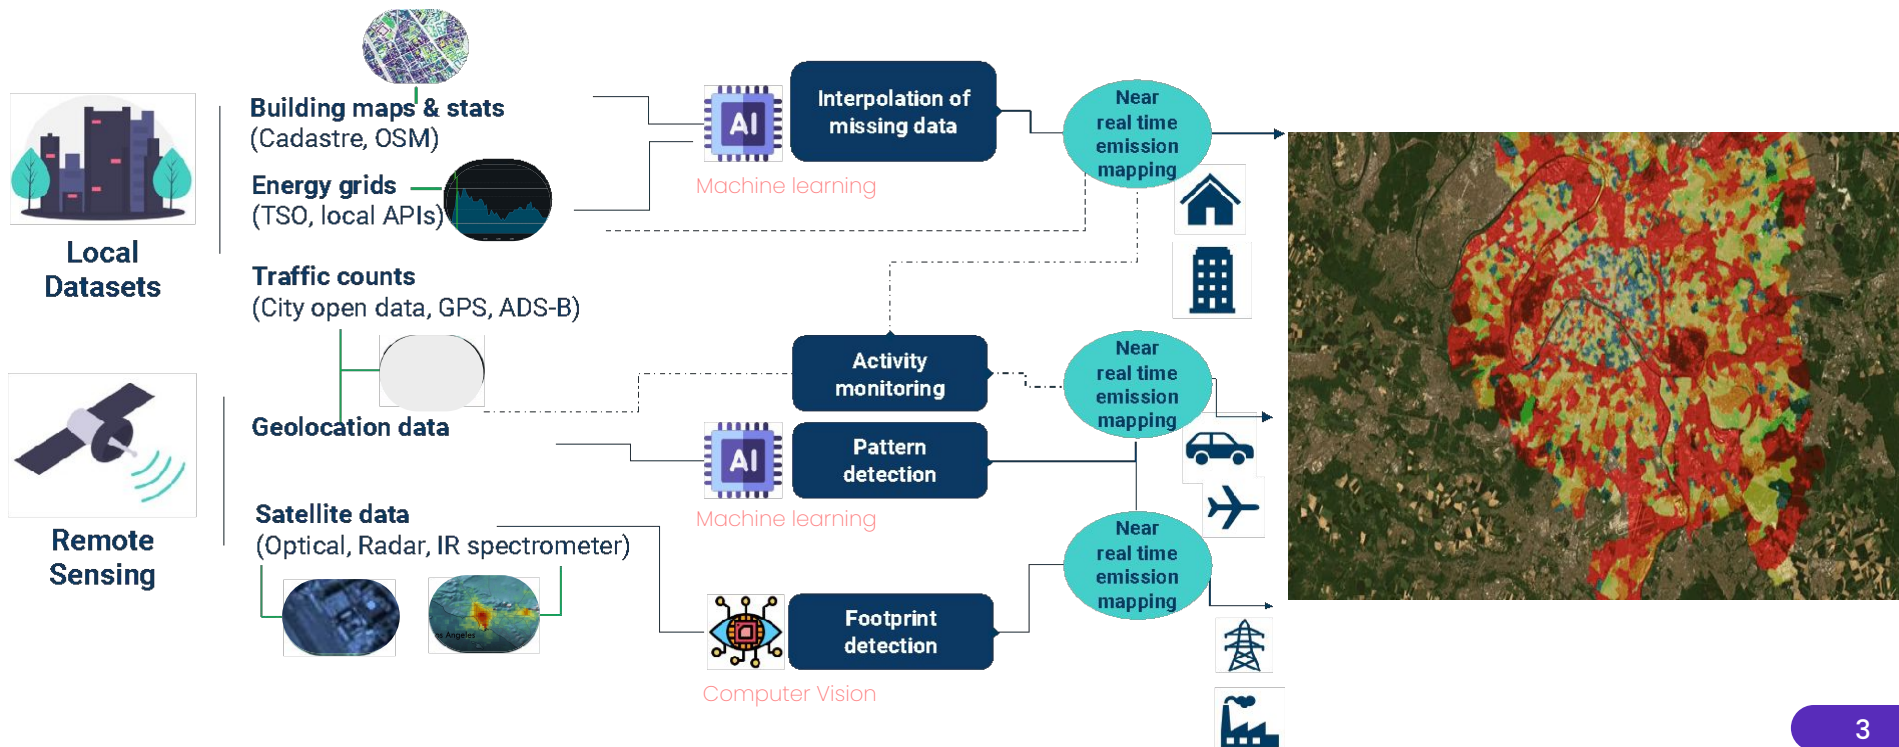 Building maps & stats
(Cadastre, OSM)
Energy grids
(TSO, local APIs)
Local
Datasets
Traffic counts
(City open data, GPS, ADS-B)
Geolocation data
Remote
Sensing
Satellite data
(Optical, Radar, IR spectrometer)
os Angeles
AI
Machine learning
Interpolation of
missing data
Near
real time
emission
mapping
Activity
monitoring
AI
Machine learning
Pattern
detection
Near
real time
emission
mapping
Computer Vision
Footprint
detection
Near
real time
emission
mapping
3